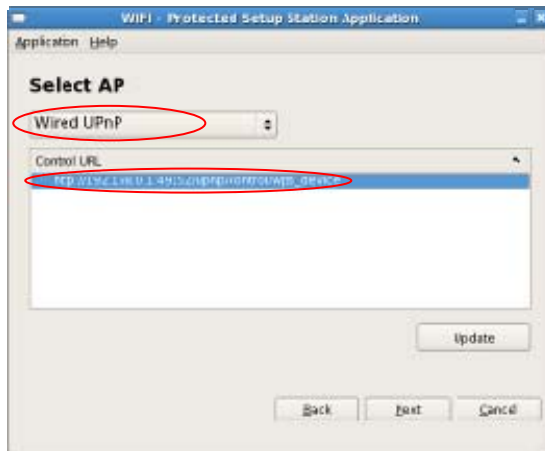 WIFI - Protected Setup Station Application
Application Help
Select AP
Wired UPnP
Control URL
Update
Back Next Cancel